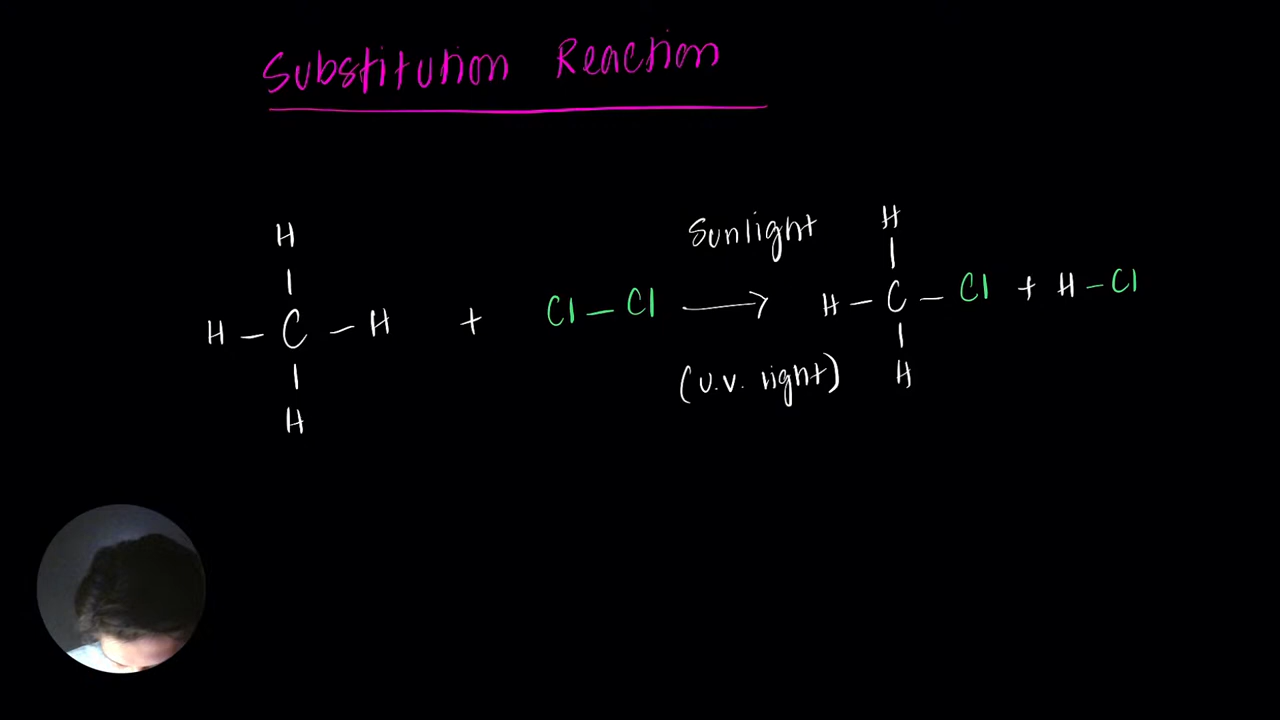 Substitution Reaction
H
H - C - H + Cl - Cl ⟶ H - C - Cl + H - Cl
H
Sunlight
(U.V. light)
H
H